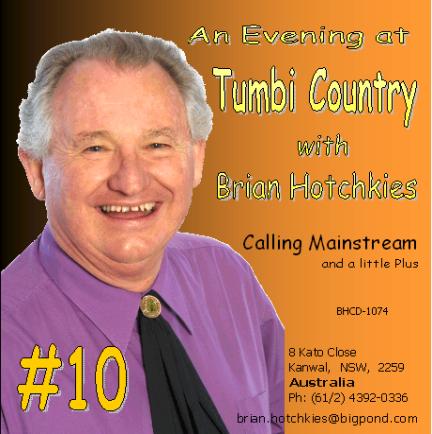 An Evening at
Tumbi Country
with
Brian Hotchkies
Calling Mainstream
and a little Plus
BHCD-1074
#10
8 Kato Close
Kanwal, NSW, 2259
Australia
Ph: (61/2) 4392-0336
brian.hotchkies@bigpond.com